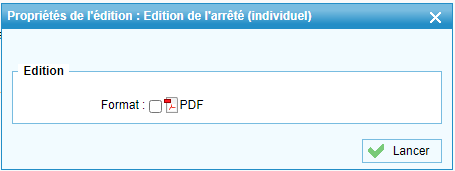 Propriétés de l'édition : Edition de l'arrêté (individuel)
Edition
Format : PDF
Lancer